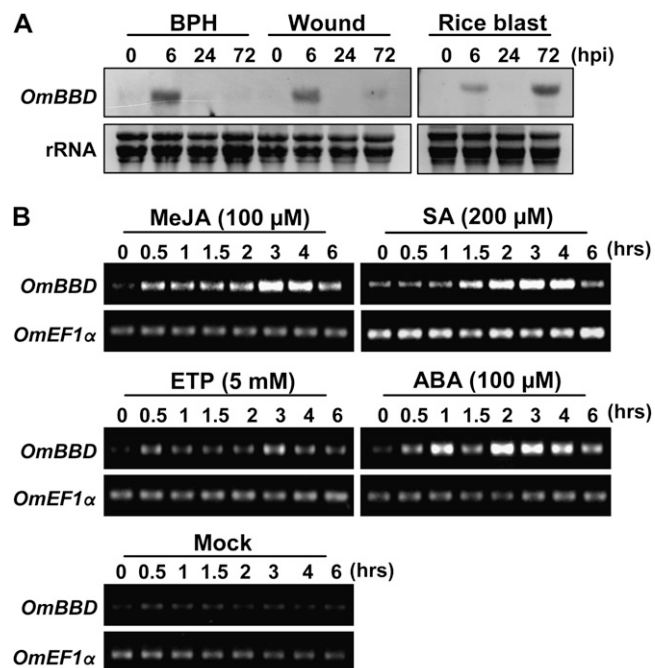 A
BPH Wound Rice blast
0 6 24 72 0 6 24 72 0 6 24 72 (hpi)
OmBBD
rRNA
B
MeJA (100 µM) SA (200 µM)
0 0.5 1 1.5 2 3 4 6 0 0.5 1 1.5 2 3 4 6 (hrs)
OmBBD
OmEF1α
ETP (5 mM) ABA (100 µM)
0 0.5 1 1.5 2 3 4 6 0 0.5 1 1.5 2 3 4 6 (hrs)
OmBBD
OmEF1α
Mock
0 0.5 1 1.5 2 3 4 6 (hrs)
OmBBD
OmEF1α